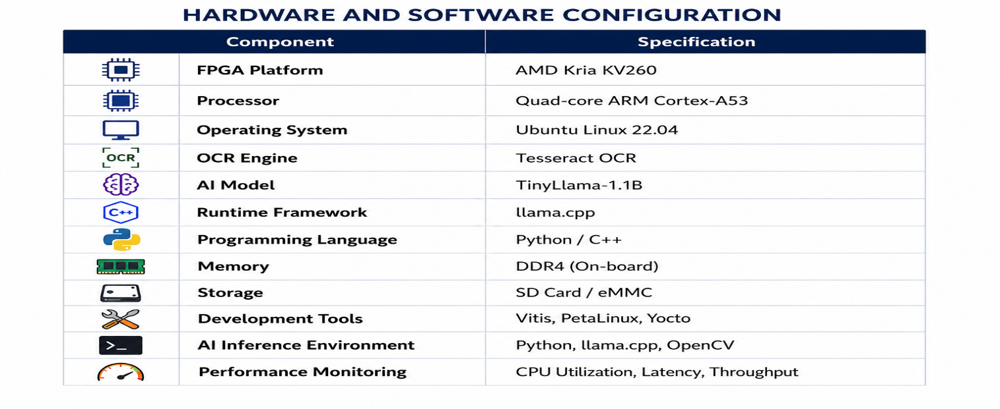 HARDWARE AND SOFTWARE CONFIGURATION
Component Specification
FPGA Platform AMD Kria KV260
Processor Quad-core ARM Cortex-A53
Operating System Ubuntu Linux 22.04
OCR OCR Engine Tesseract OCR
AI Model TinyLlama-1.1B
C++ Runtime Framework llama.cpp
Programming Language Python / C++
Memory DDR4 (On-board)
Storage SD Card / eMMC
Development Tools Vitis, PetaLinux, Yocto
>_ AI Inference Environment Python, llama.cpp, OpenCV
Performance Monitoring CPU Utilization, Latency, Throughput